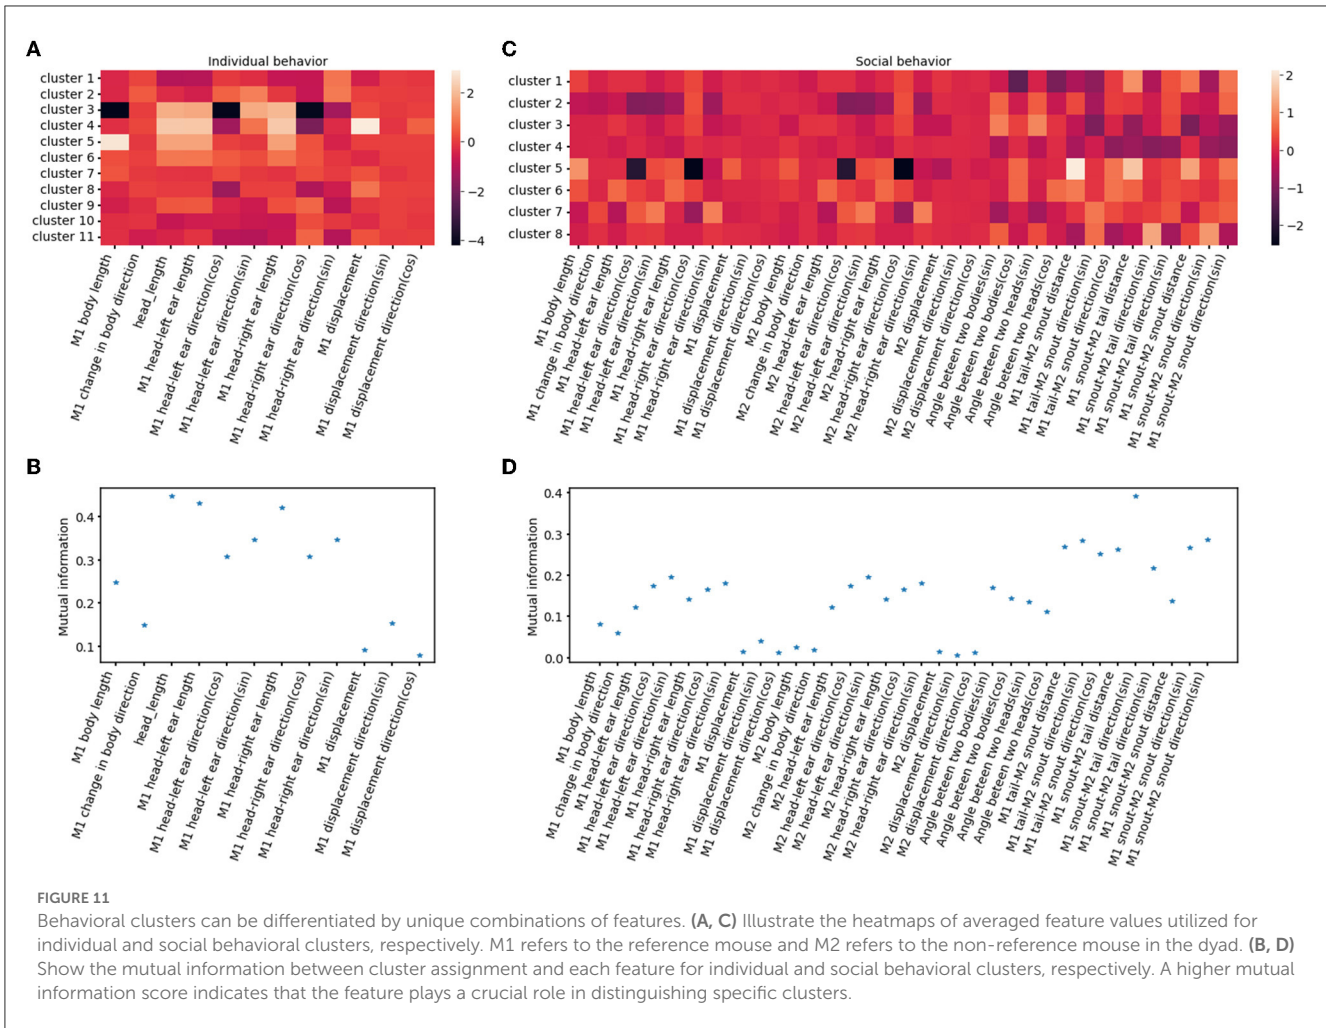 A
Individual behavior
cluster 1
cluster 2
cluster 3
cluster 4
cluster 5
cluster 6
cluster 7
cluster 8
cluster 9
cluster 10
cluster 11
2
0
−2
−4
M1 body length
M1 change in body direction
head_length
M1 head-left ear length
M1 head-left ear direction(cos)
M1 head-left ear direction(sin)
M1 head-right ear length
M1 head-right ear direction(cos)
M1 head-right ear direction(sin)
M1 displacement
M1 displacement direction(sin)
M1 displacement direction(cos)
C
Social behavior
cluster 1
cluster 2
cluster 3
cluster 4
cluster 5
cluster 6
cluster 7
cluster 8
2
1
0
−1
−2
M1 body length
M1 change in body direction
M1 head-left ear length
M1 head-left ear direction(cos)
M1 head-left ear direction(sin)
M1 head-right ear length
M1 head-right ear direction(cos)
M1 head-right ear direction(sin)
M1 displacement
M1 displacement direction(sin)
M1 displacement direction(cos)
M2 body length
M2 change in body direction
M2 head-left ear length
M2 head-left ear direction(cos)
M2 head-left ear direction(sin)
M2 head-right ear length
M2 head-right ear direction(cos)
M2 head-right ear direction(sin)
M2 displacement
M2 displacement direction(sin)
M2 displacement direction(cos)
Angle beteen two bodies(sin)
Angle beteen two bodies(cos)
Angle beteen two heads(sin)
Angle beteen two heads(cos)
M1 tail-M2 snout distance
M1 tail-M2 snout direction(sin)
M1 tail-M2 snout direction(cos)
M1 snout-M2 tail distance
M1 snout-M2 tail direction(sin)
M1 snout-M2 tail direction(sin)
M1 snout-M2 snout distance
M1 snout-M2 snout direction(sin)
M1 snout-M2 snout direction(sin)
B
Mutual information
0.4
0.3
0.2
0.1
M1 body length
M1 change in body direction
head_length
M1 head-left ear length
M1 head-left ear direction(cos)
M1 head-left ear direction(sin)
M1 head-right ear length
M1 head-right ear direction(cos)
M1 head-right ear direction(sin)
M1 displacement
M1 displacement direction(sin)
M1 displacement direction(cos)
D
Mutual information
0.4
0.3
0.2
0.1
0.0
M1 body length
M1 change in body direction
M1 head-left ear length
M1 head-left ear direction(cos)
M1 head-left ear direction(sin)
M1 head-right ear length
M1 head-right ear direction(cos)
M1 head-right ear direction(sin)
M1 displacement
M1 displacement direction(sin)
M1 displacement direction(cos)
M2 body length
M2 change in body direction
M2 head-left ear length
M2 head-left ear direction(cos)
M2 head-left ear direction(sin)
M2 head-right ear length
M2 head-right ear direction(cos)
M2 head-right ear direction(sin)
M2 displacement
M2 displacement direction(sin)
M2 displacement direction(cos)
Angle beteen two bodies(sin)
Angle beteen two bodies(cos)
Angle beteen two heads(sin)
Angle beteen two heads(cos)
M1 tail-M2 snout distance
M1 tail-M2 snout direction(sin)
M1 tail-M2 snout direction(cos)
M1 snout-M2 tail distance
M1 snout-M2 tail direction(sin)
M1 snout-M2 tail direction(sin)
M1 snout-M2 snout distance
M1 snout-M2 snout direction(sin)
M1 snout-M2 snout direction(sin)
FIGURE 11
Behavioral clusters can be differentiated by unique combinations of features. (A, C) Illustrate the heatmaps of averaged feature values utilized for
individual and social behavioral clusters, respectively. M1 refers to the reference mouse and M2 refers to the non-reference mouse in the dyad. (B, D)
Show the mutual information between cluster assignment and each feature for individual and social behavioral clusters, respectively. A higher mutual
information score indicates that the feature plays a crucial role in distinguishing specific clusters.